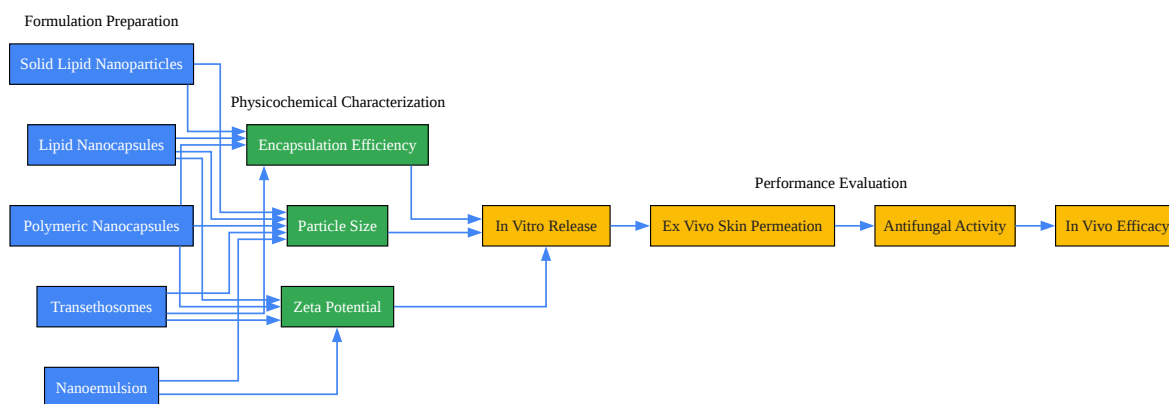 Formulation Preparation
Solid Lipid Nanoparticles
Lipid Nanocapsules
Polymeric Nanocapsules
Transethosomes
Nanoemulsion
Physicochemical Characterization
Encapsulation Efficiency
Particle Size
Zeta Potential
Performance Evaluation
In Vitro Release
Ex Vivo Skin Permeation
Antifungal Activity
In Vivo Efficacy